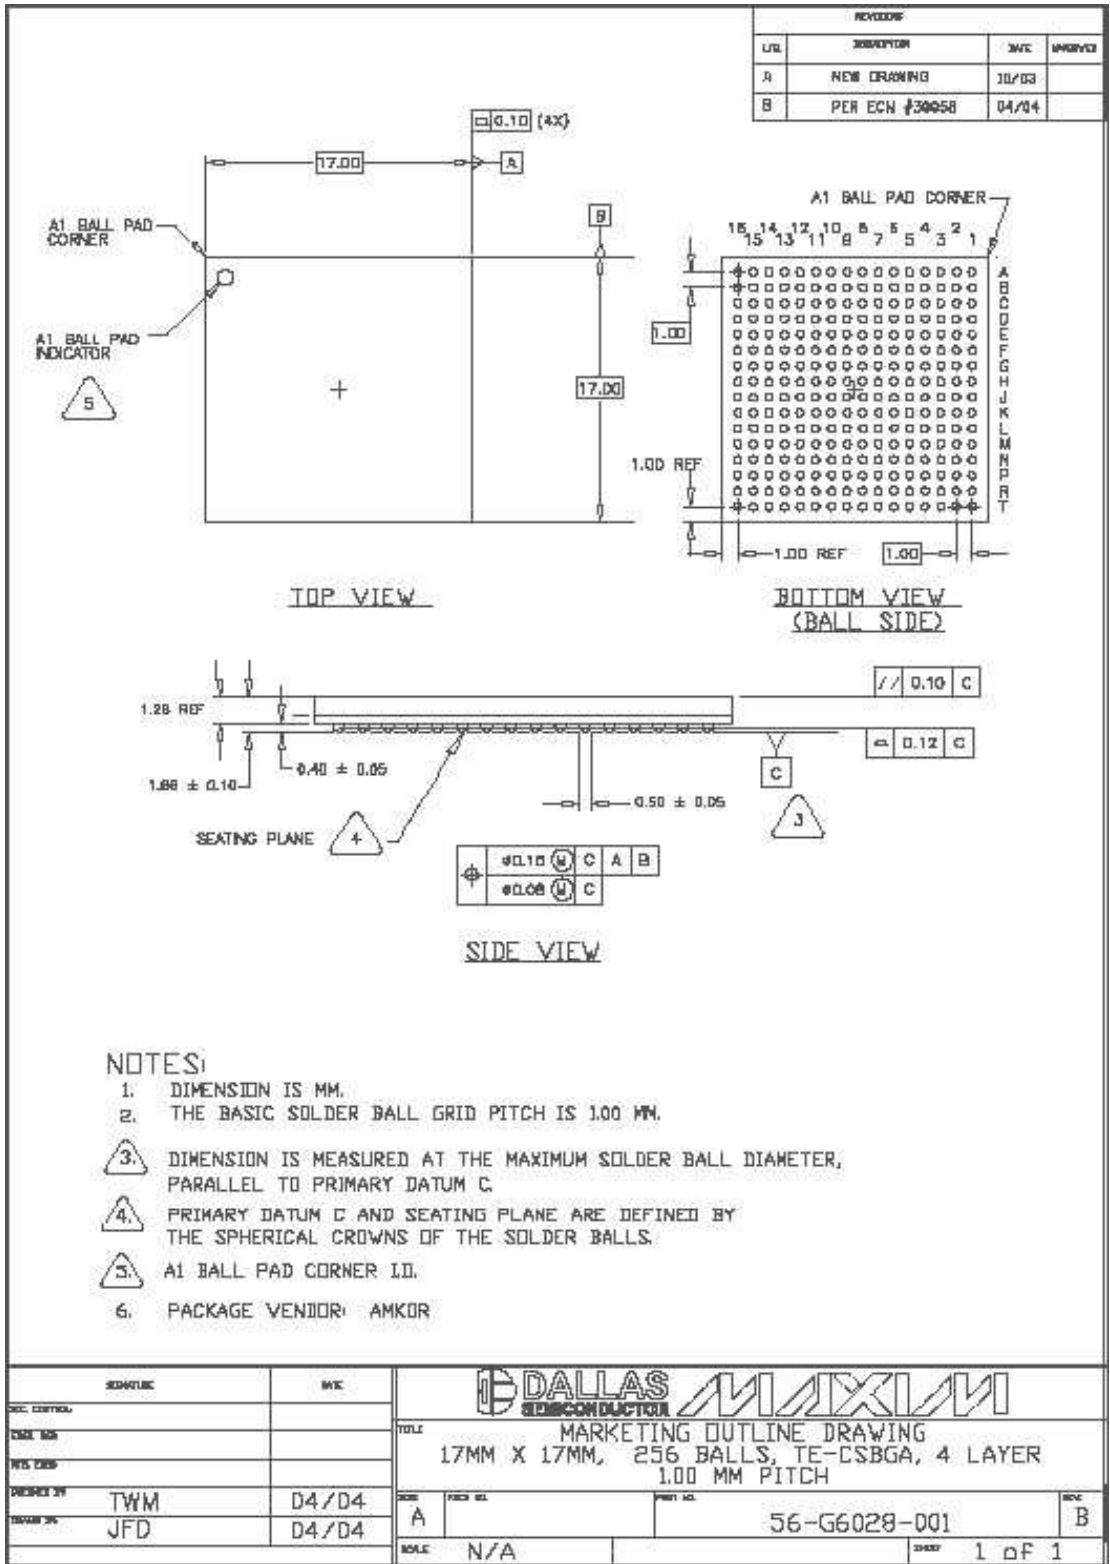 REVISIONS
LTR DESCRIPTION DATE APPROVED
A NEW DRAWING 10/03
B PER ECN #39058 04/04
0.10 (4X)
17.00 A
A1 BALL PAD
CORNER
B
A1 BALL PAD
INDICATOR
5
17.00
A1 BALL PAD CORNER
16 14 12 10 8 6 4 2
15 13 11 9 7 5 3 1
A
B
C
D
E
F
G
H
J
K
L
M
N
P
R
T
1.00
1.00 REF
1.00 REF 1.00
TOP VIEW
BOTTOM VIEW
(BALL SIDE)
// 0.10 C
1.28 REF
0.12 C
C
0.40 ± 0.05
± 0.10
0.50 ± 0.05
3
SEATING PLANE 4
M C A B
M C
SIDE VIEW
NOTES:
1. DIMENSION IS MM.
2. THE BASIC SOLDER BALL GRID PITCH IS 1.00 MM.
3. DIMENSION IS MEASURED AT THE MAXIMUM SOLDER BALL DIAMETER,
PARALLEL TO PRIMARY DATUM C.
4. PRIMARY DATUM C AND SEATING PLANE ARE DEFINED BY
THE SPHERICAL CROWNS OF THE SOLDER BALLS.
5. A1 BALL PAD CORNER I.D.
6. PACKAGE VENDOR: AMKOR
SIGNATURE DATE
DALLAS
SEMICONDUCTOR
MAXIM
TITLE
MARKETING OUTLINE DRAWING
17MM X 17MM, 256 BALLS, TE-CSBGA, 4 LAYER
1.00 MM PITCH
TWM 04/04
JFD 04/04
A
56-G6028-001
B
SCALE N/A
SHEET 1 OF 1